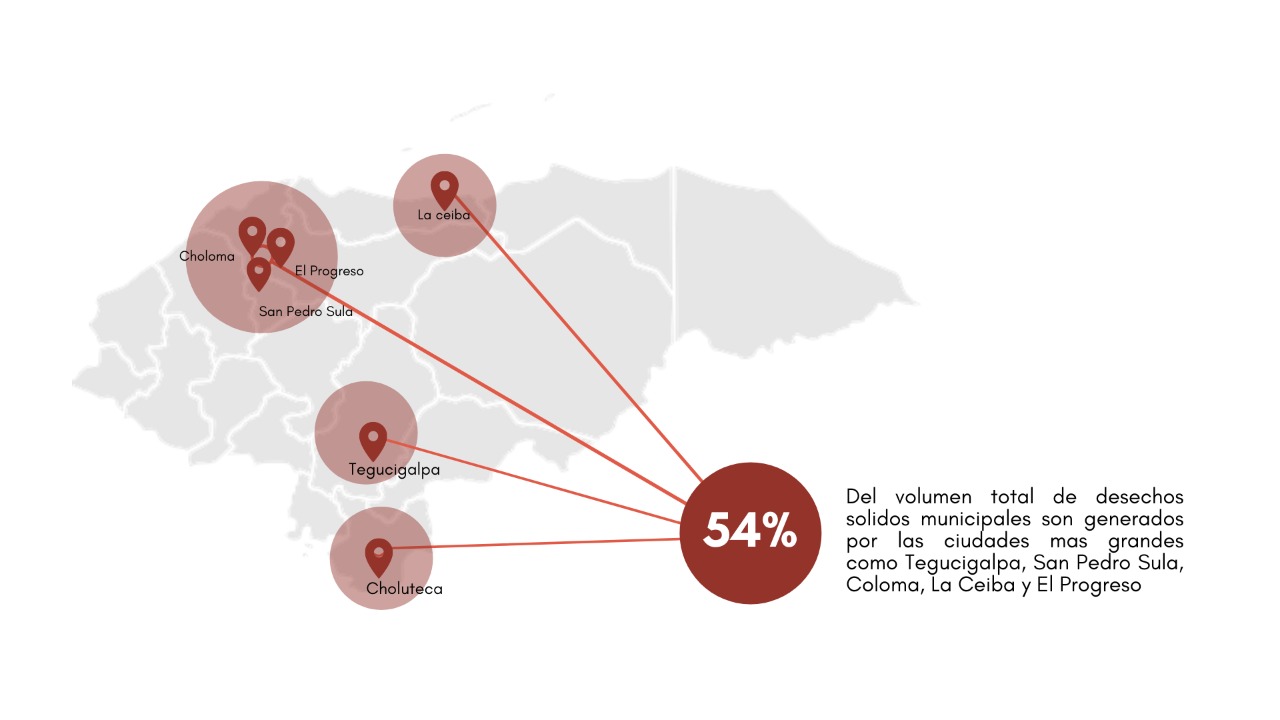 La ceiba
Choloma
El Progreso
San Pedro Sula
Tegucigalpa
Choluteca
54%
Del volumen total de desechos
solidos municipales son generados
por las ciudades mas grandes
como Tegucigalpa, San Pedro Sula,
Coloma, La Ceiba y El Progreso